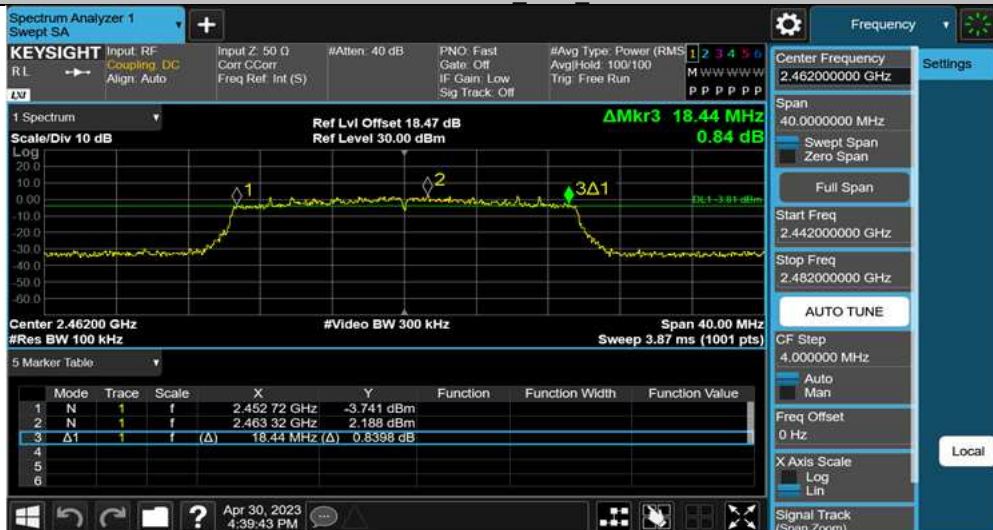 Spectrum Analyzer 1
Swept SA
+
Frequency
KEYSIGHT
RL
LXI
Input: RF
Coupling: DC
Align: Auto
Input Z: 50 Ω
Corr CCorr
Freq Ref: Int (S)
#Atten: 40 dB
PNO: Fast
Gate: Off
IF Gain: Low
Sig Track: Off
#Avg Type: Power (RMS
Avg|Hold: 100/100
Trig: Free Run
1 2 3 4 5 6
M W W W W W
P P P P P P
1 Spectrum
Scale/Div 10 dB
Ref Lvl Offset 18.47 dB
Ref Level 30.00 dBm
ΔMkr3 18.44 MHz
0.84 dB
Log
20.0
10.0
0.00
-10.0
-20.0
-30.0
-40.0
-50.0
-60.0
1
2
3Δ1
DL1 -3.81 dBm
Center 2.46200 GHz
#Res BW 100 kHz
#Video BW 300 kHz
Span 40.00 MHz
Sweep 3.87 ms (1001 pts)
5 Marker Table
Mode Trace Scale X Y Function Function Width Function Value
1 N 1 f 2.452 72 GHz -3.741 dBm
2 N 1 f 2.463 32 GHz 2.188 dBm
3 Δ1 1 f (Δ) 18.44 MHz (Δ) 0.8398 dB
4
5
6
?
Apr 30, 2023
4:39:43 PM
Center Frequency
2.462000000 GHz
Span
40.0000000 MHz
Swept Span
Zero Span
Full Span
Start Freq
2.442000000 GHz
Stop Freq
2.482000000 GHz
AUTO TUNE
CF Step
4.000000 MHz
Auto
Man
Freq Offset
0 Hz
X Axis Scale
Log
Lin
Signal Track
(Span Zoom)
Settings
Local